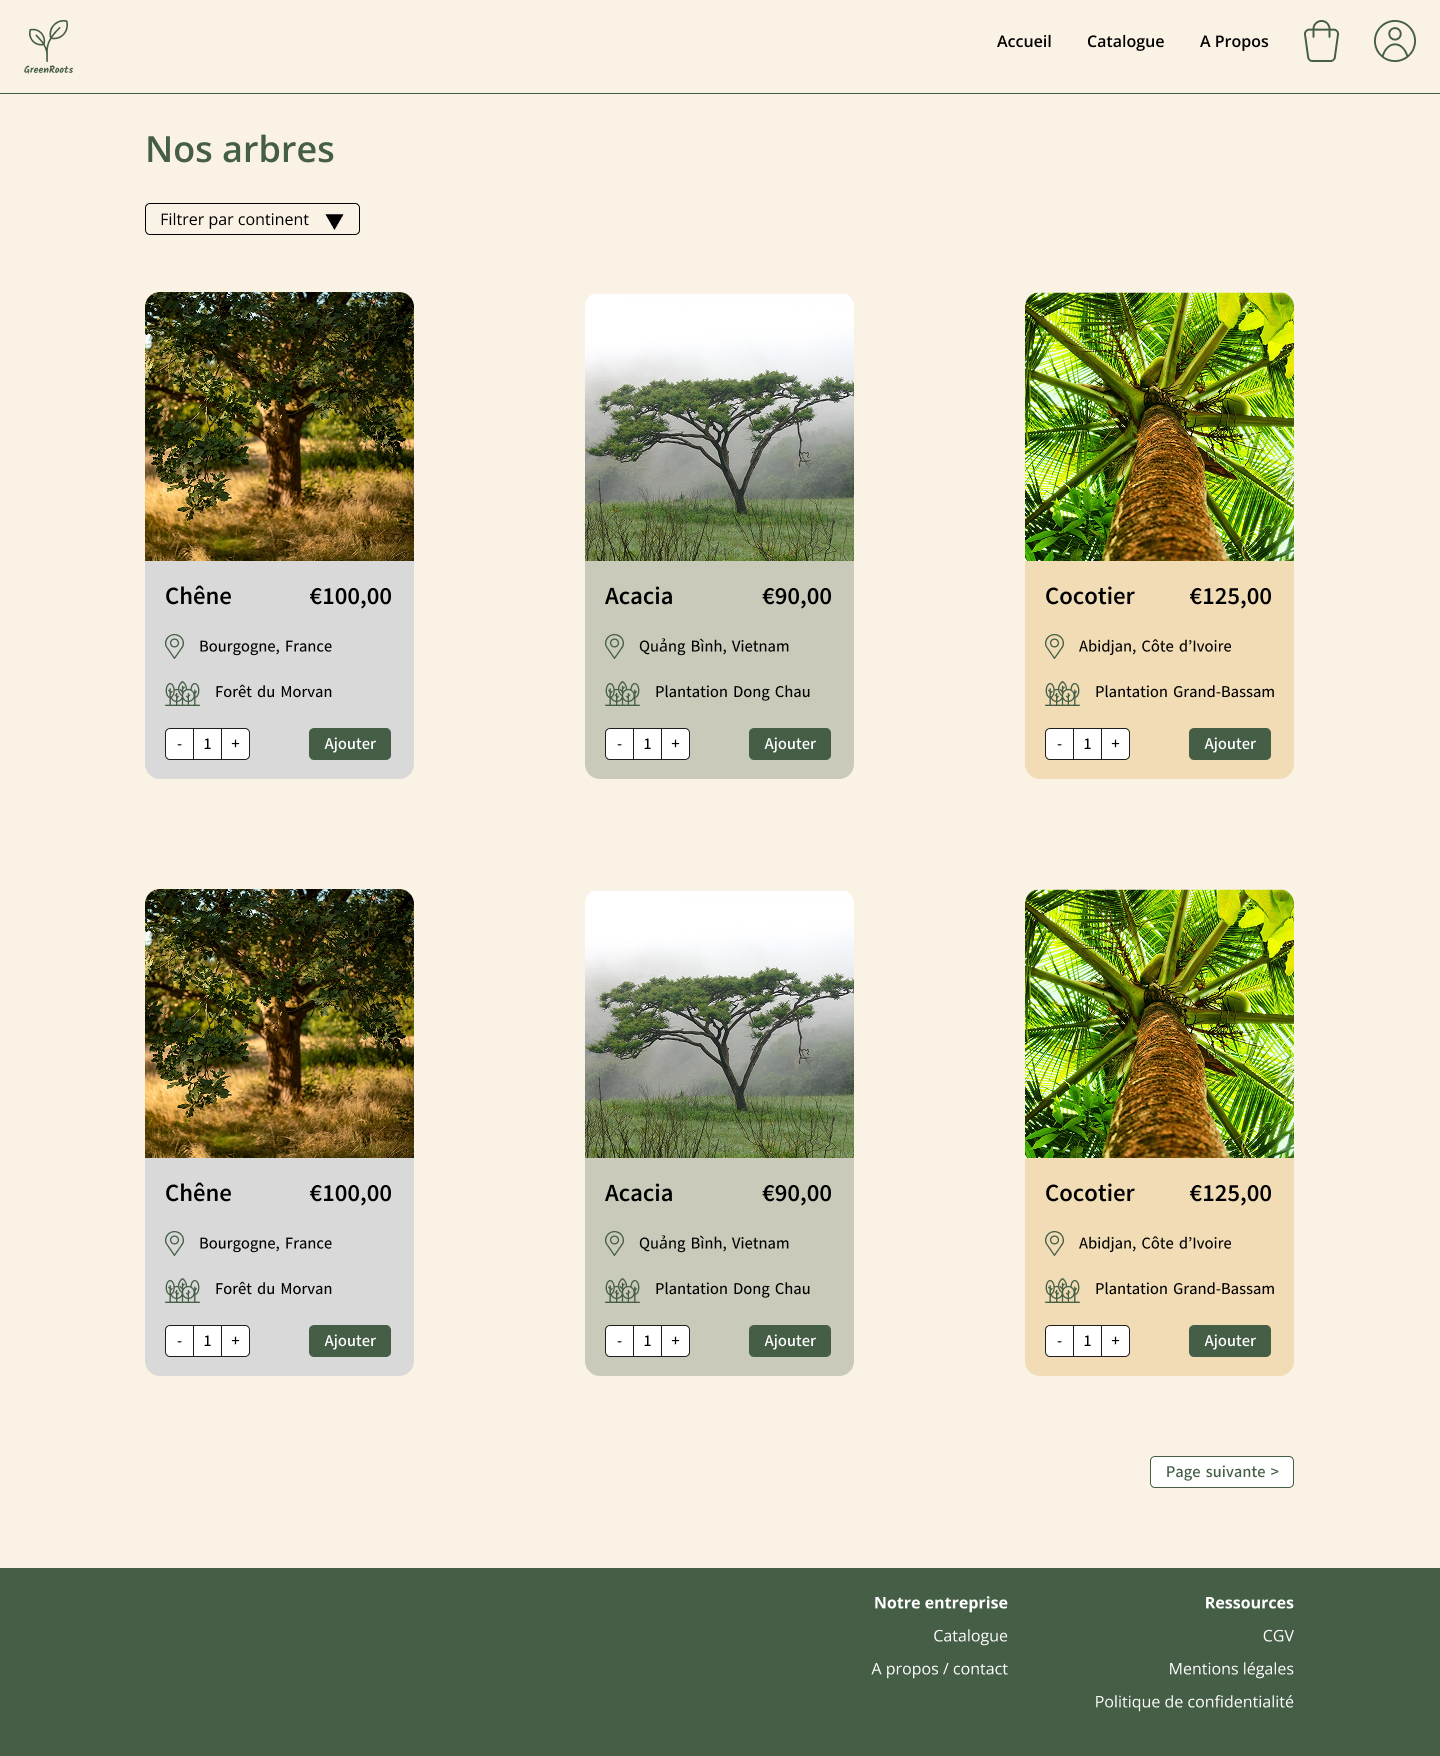 GreenRoots
Accueil
Catalogue
A Propos
Nos arbres
Filtrer par continent
Chêne
€100,00
Bourgogne, France
Forêt du Morvan
- 1 +
Ajouter
Acacia
€90,00
Quảng Bình, Vietnam
Plantation Dong Chau
- 1 +
Ajouter
Cocotier
€125,00
Abidjan, Côte d’Ivoire
Plantation Grand-Bassam
- 1 +
Ajouter
Chêne
€100,00
Bourgogne, France
Forêt du Morvan
- 1 +
Ajouter
Acacia
€90,00
Quảng Bình, Vietnam
Plantation Dong Chau
- 1 +
Ajouter
Cocotier
€125,00
Abidjan, Côte d’Ivoire
Plantation Grand-Bassam
- 1 +
Ajouter
Page suivante >
Notre entreprise
Catalogue
A propos / contact
Ressources
CGV
Mentions légales
Politique de confidentialité